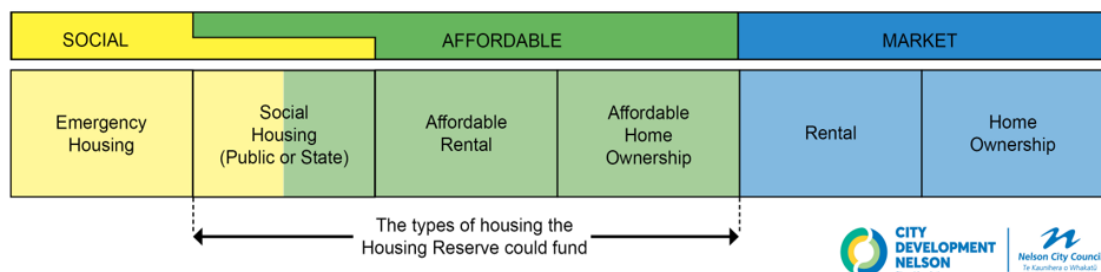 SOCIAL
AFFORDABLE
MARKET
Emergency
Housing
Social
Housing
(Public or State)
Affordable
Rental
Affordable
Home
Ownership
Rental
Home
Ownership
The types of housing the
Housing Reserve could fund
CITY
DEVELOPMENT
NELSON
Nelson City Council
Te Kaunihera o Whakatū